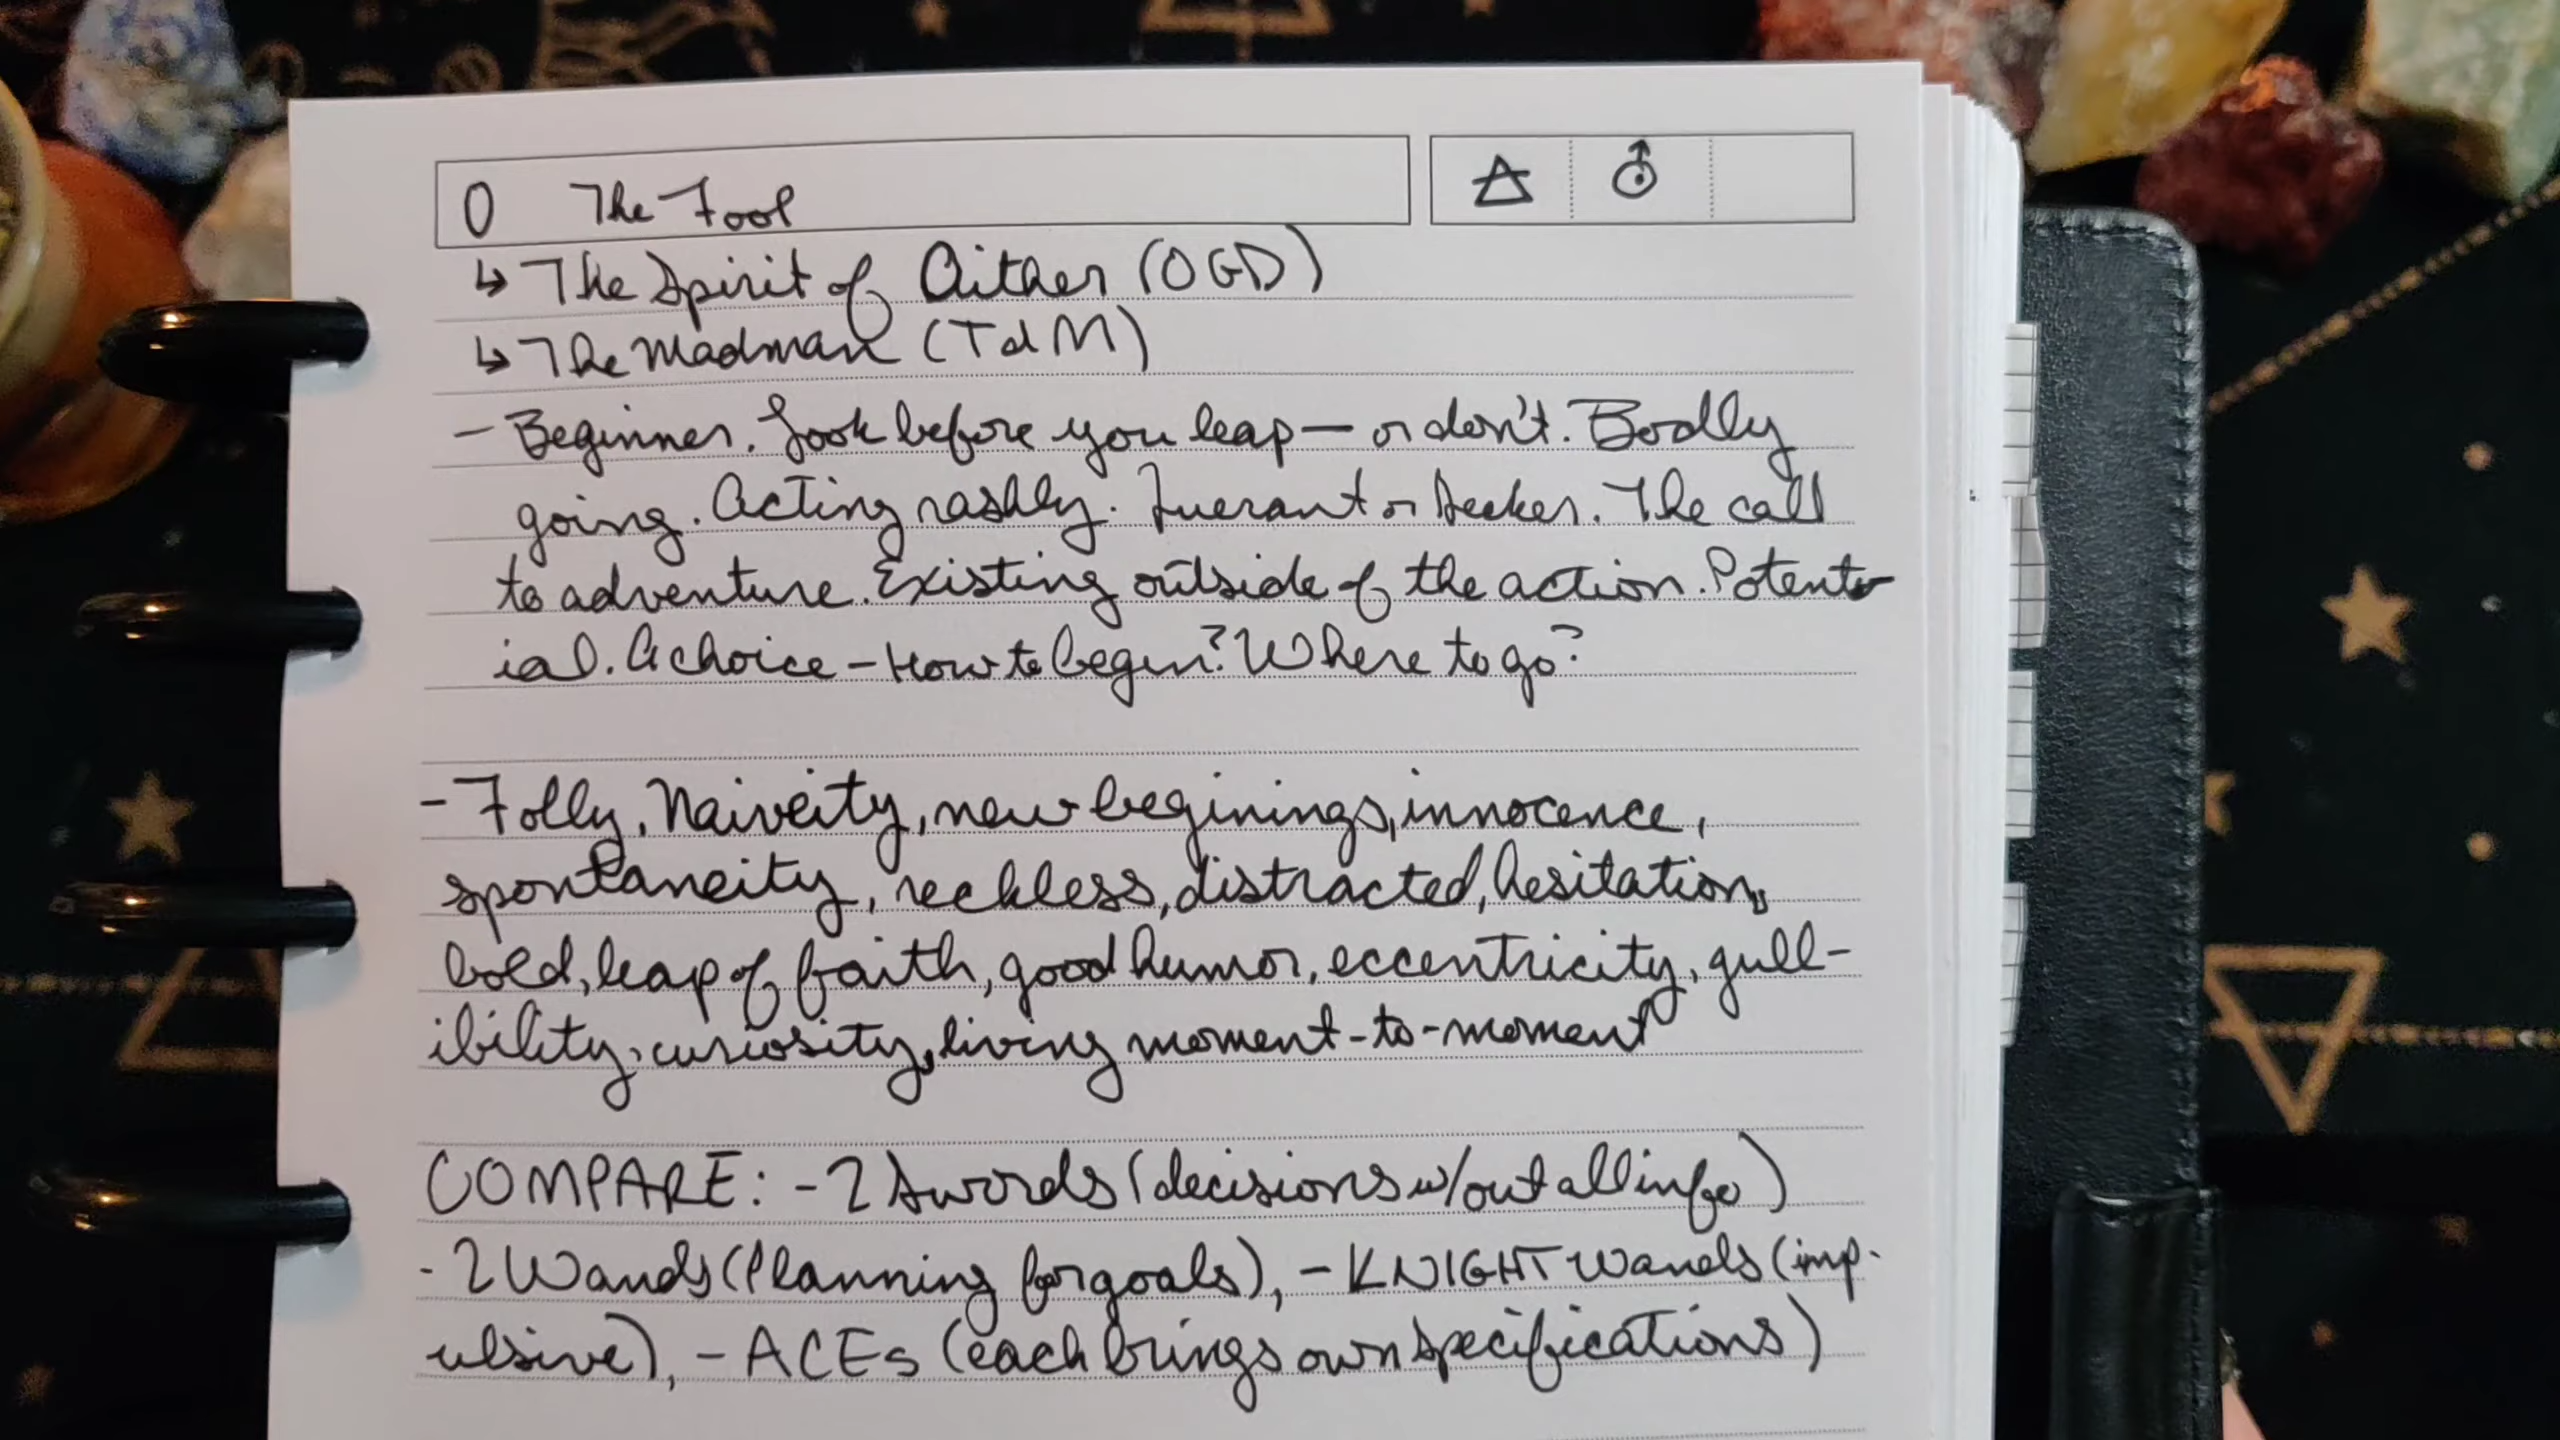 0 The Fool
↳ The Spirit of Aither (OGD)
↳ The Madman (TdM)
- Beginner. Look before you leap — or don't. Bodly
going. Acting rashly. Querant or Seeker. The call
to adventure. Existing outside of the action. Potent-
ial. A choice - How to begin? Where to go?
- Folly, Naiveity, new beginings, innocence,
spontaneity, reckless, distracted, hesitation,
bold, leap of faith, good humor, eccentricity, gull-
ibility, curiosity, living moment-to-moment
COMPARE: - 2 Swords (decisions w/out all info)
- 2 Wands (Planning for goals), - KNIGHT Wands (imp-
ulsive), - ACEs (each brings own specifications)